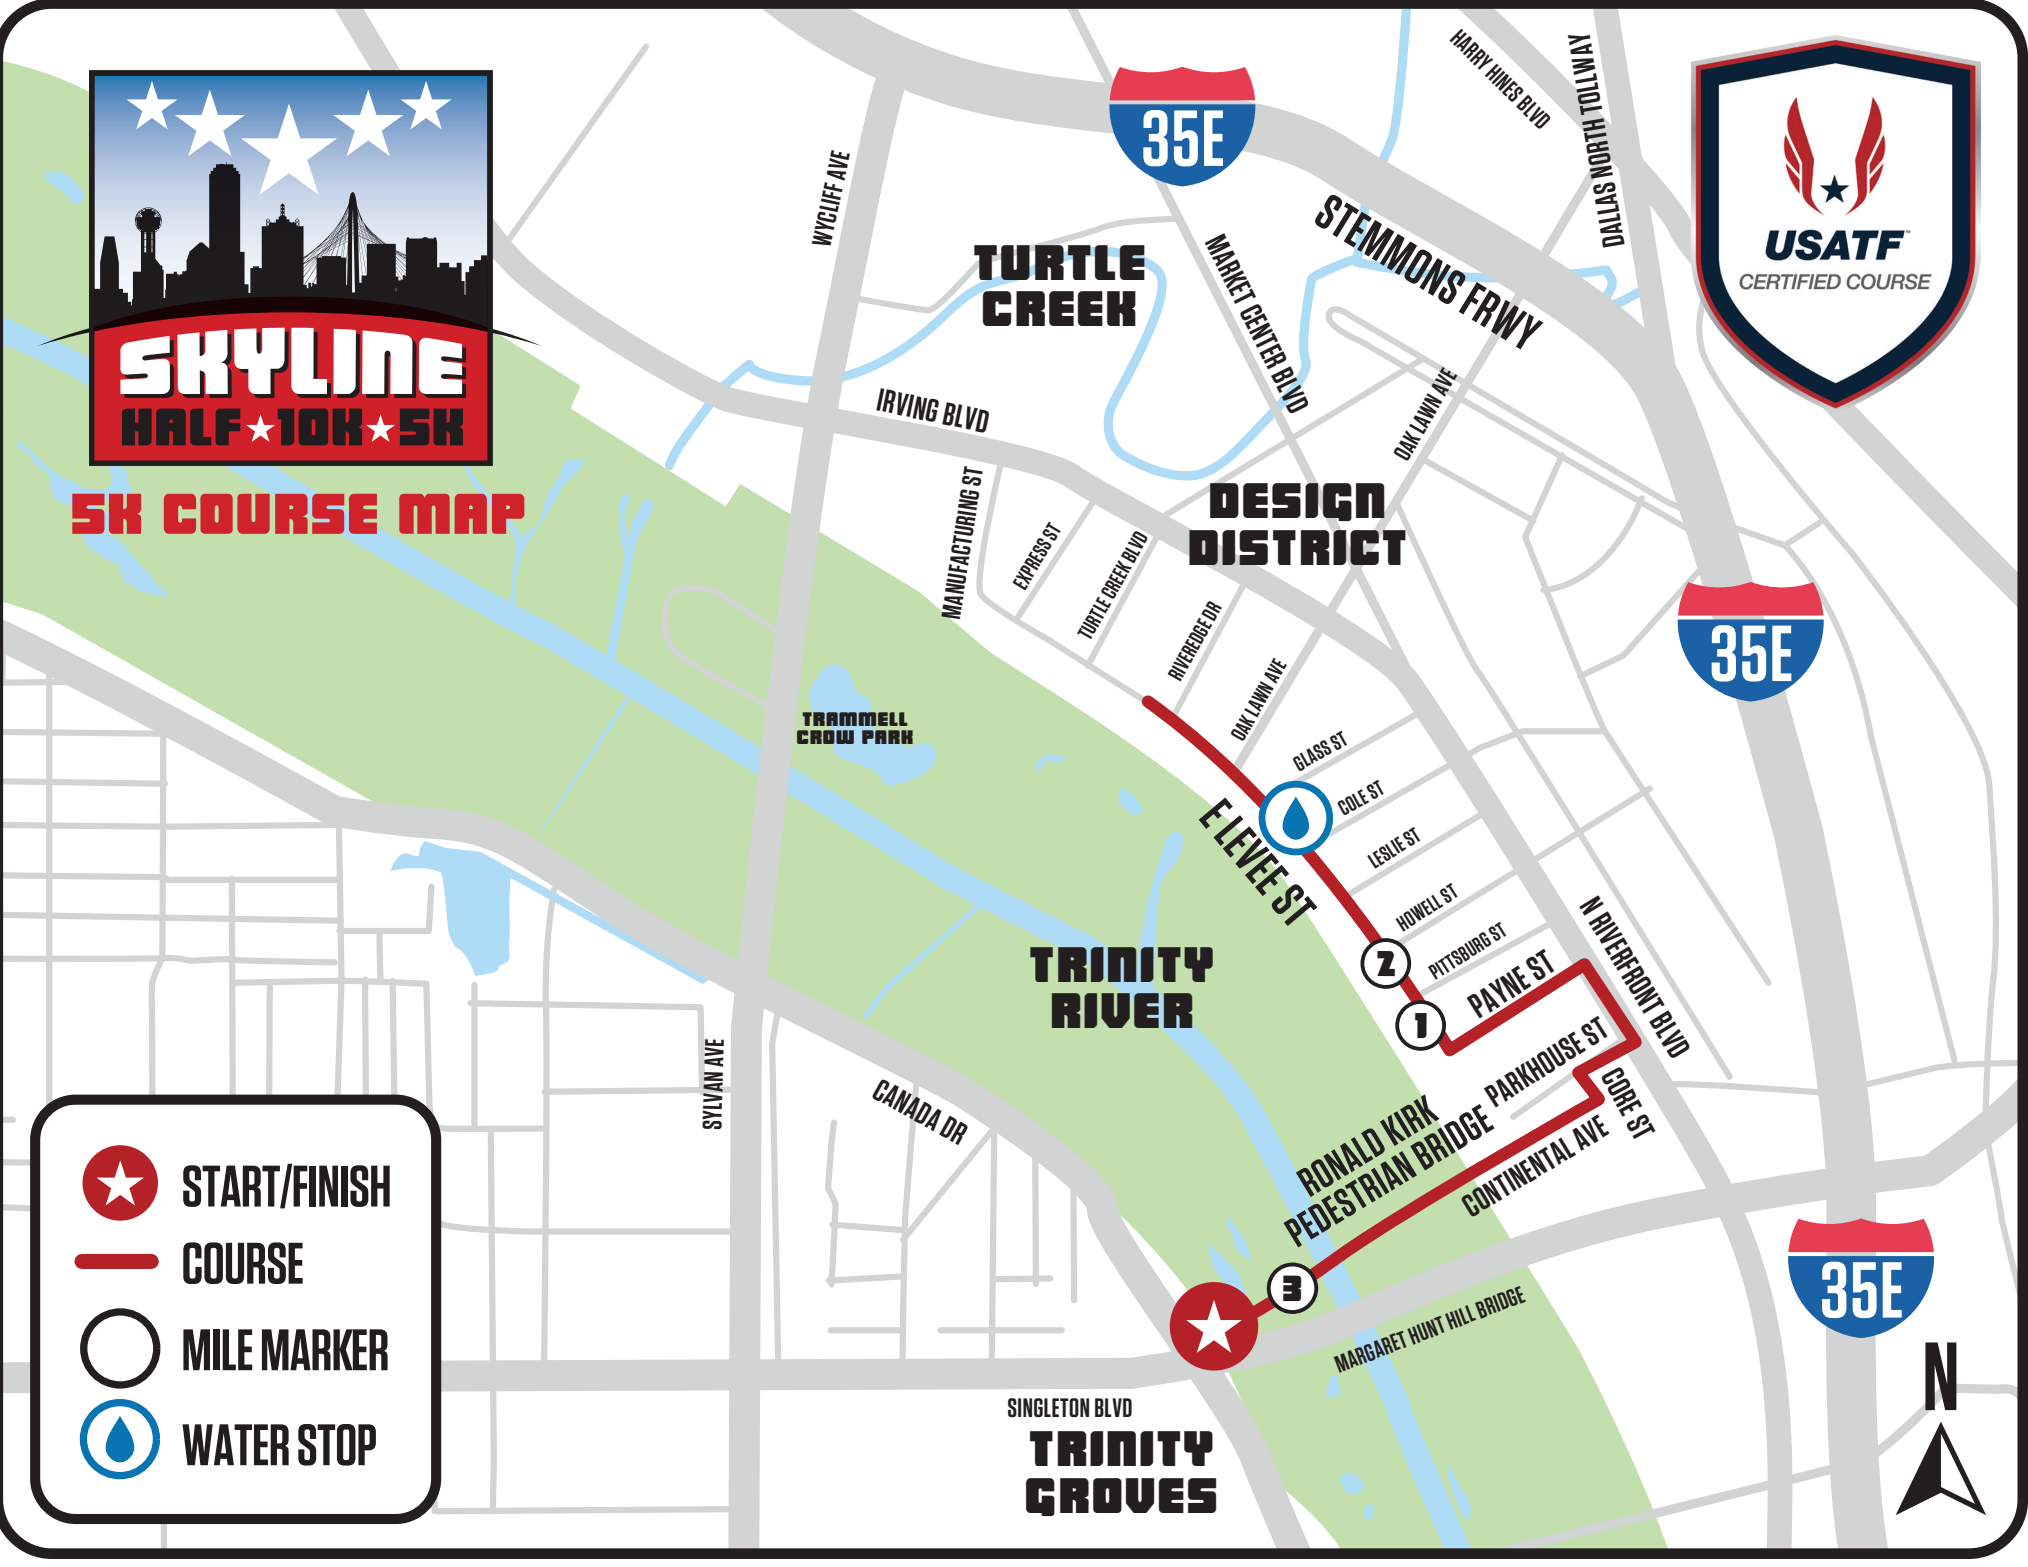 SKYLINE
HALF★10K★5K
5K COURSE MAP
35E
HARRY HINES BLVD
DALLAS NORTH TOLLWAY
USATF™
CERTIFIED COURSE
WYCLIFF AVE
TURTLE
CREEK
MARKET CENTER BLVD
STEMMONS FRWY
IRVING BLVD
OAK LAWN AVE
MANUFACTURING ST
EXPRESS ST
TURTLE CREEK BLVD
DESIGN
DISTRICT
RIVEREDGE DR
OAK LAWN AVE
35E
TRAMMELL
CROW PARK
GLASS ST
COLE ST
E LEVEE ST
LESLIE ST
HOWELL ST
PITTSBURG ST
N RIVERFRONT BLVD
2
1
PAYNE ST
TRINITY
RIVER
PARKHOUSE ST
CORE ST
SYLVAN AVE
CANADA DR
RONALD KIRK
PEDESTRIAN BRIDGE
CONTINENTAL AVE
3
MARGARET HUNT HILL BRIDGE
35E
START/FINISH
COURSE
MILE MARKER
WATER STOP
SINGLETON BLVD
TRINITY
GROVES
N